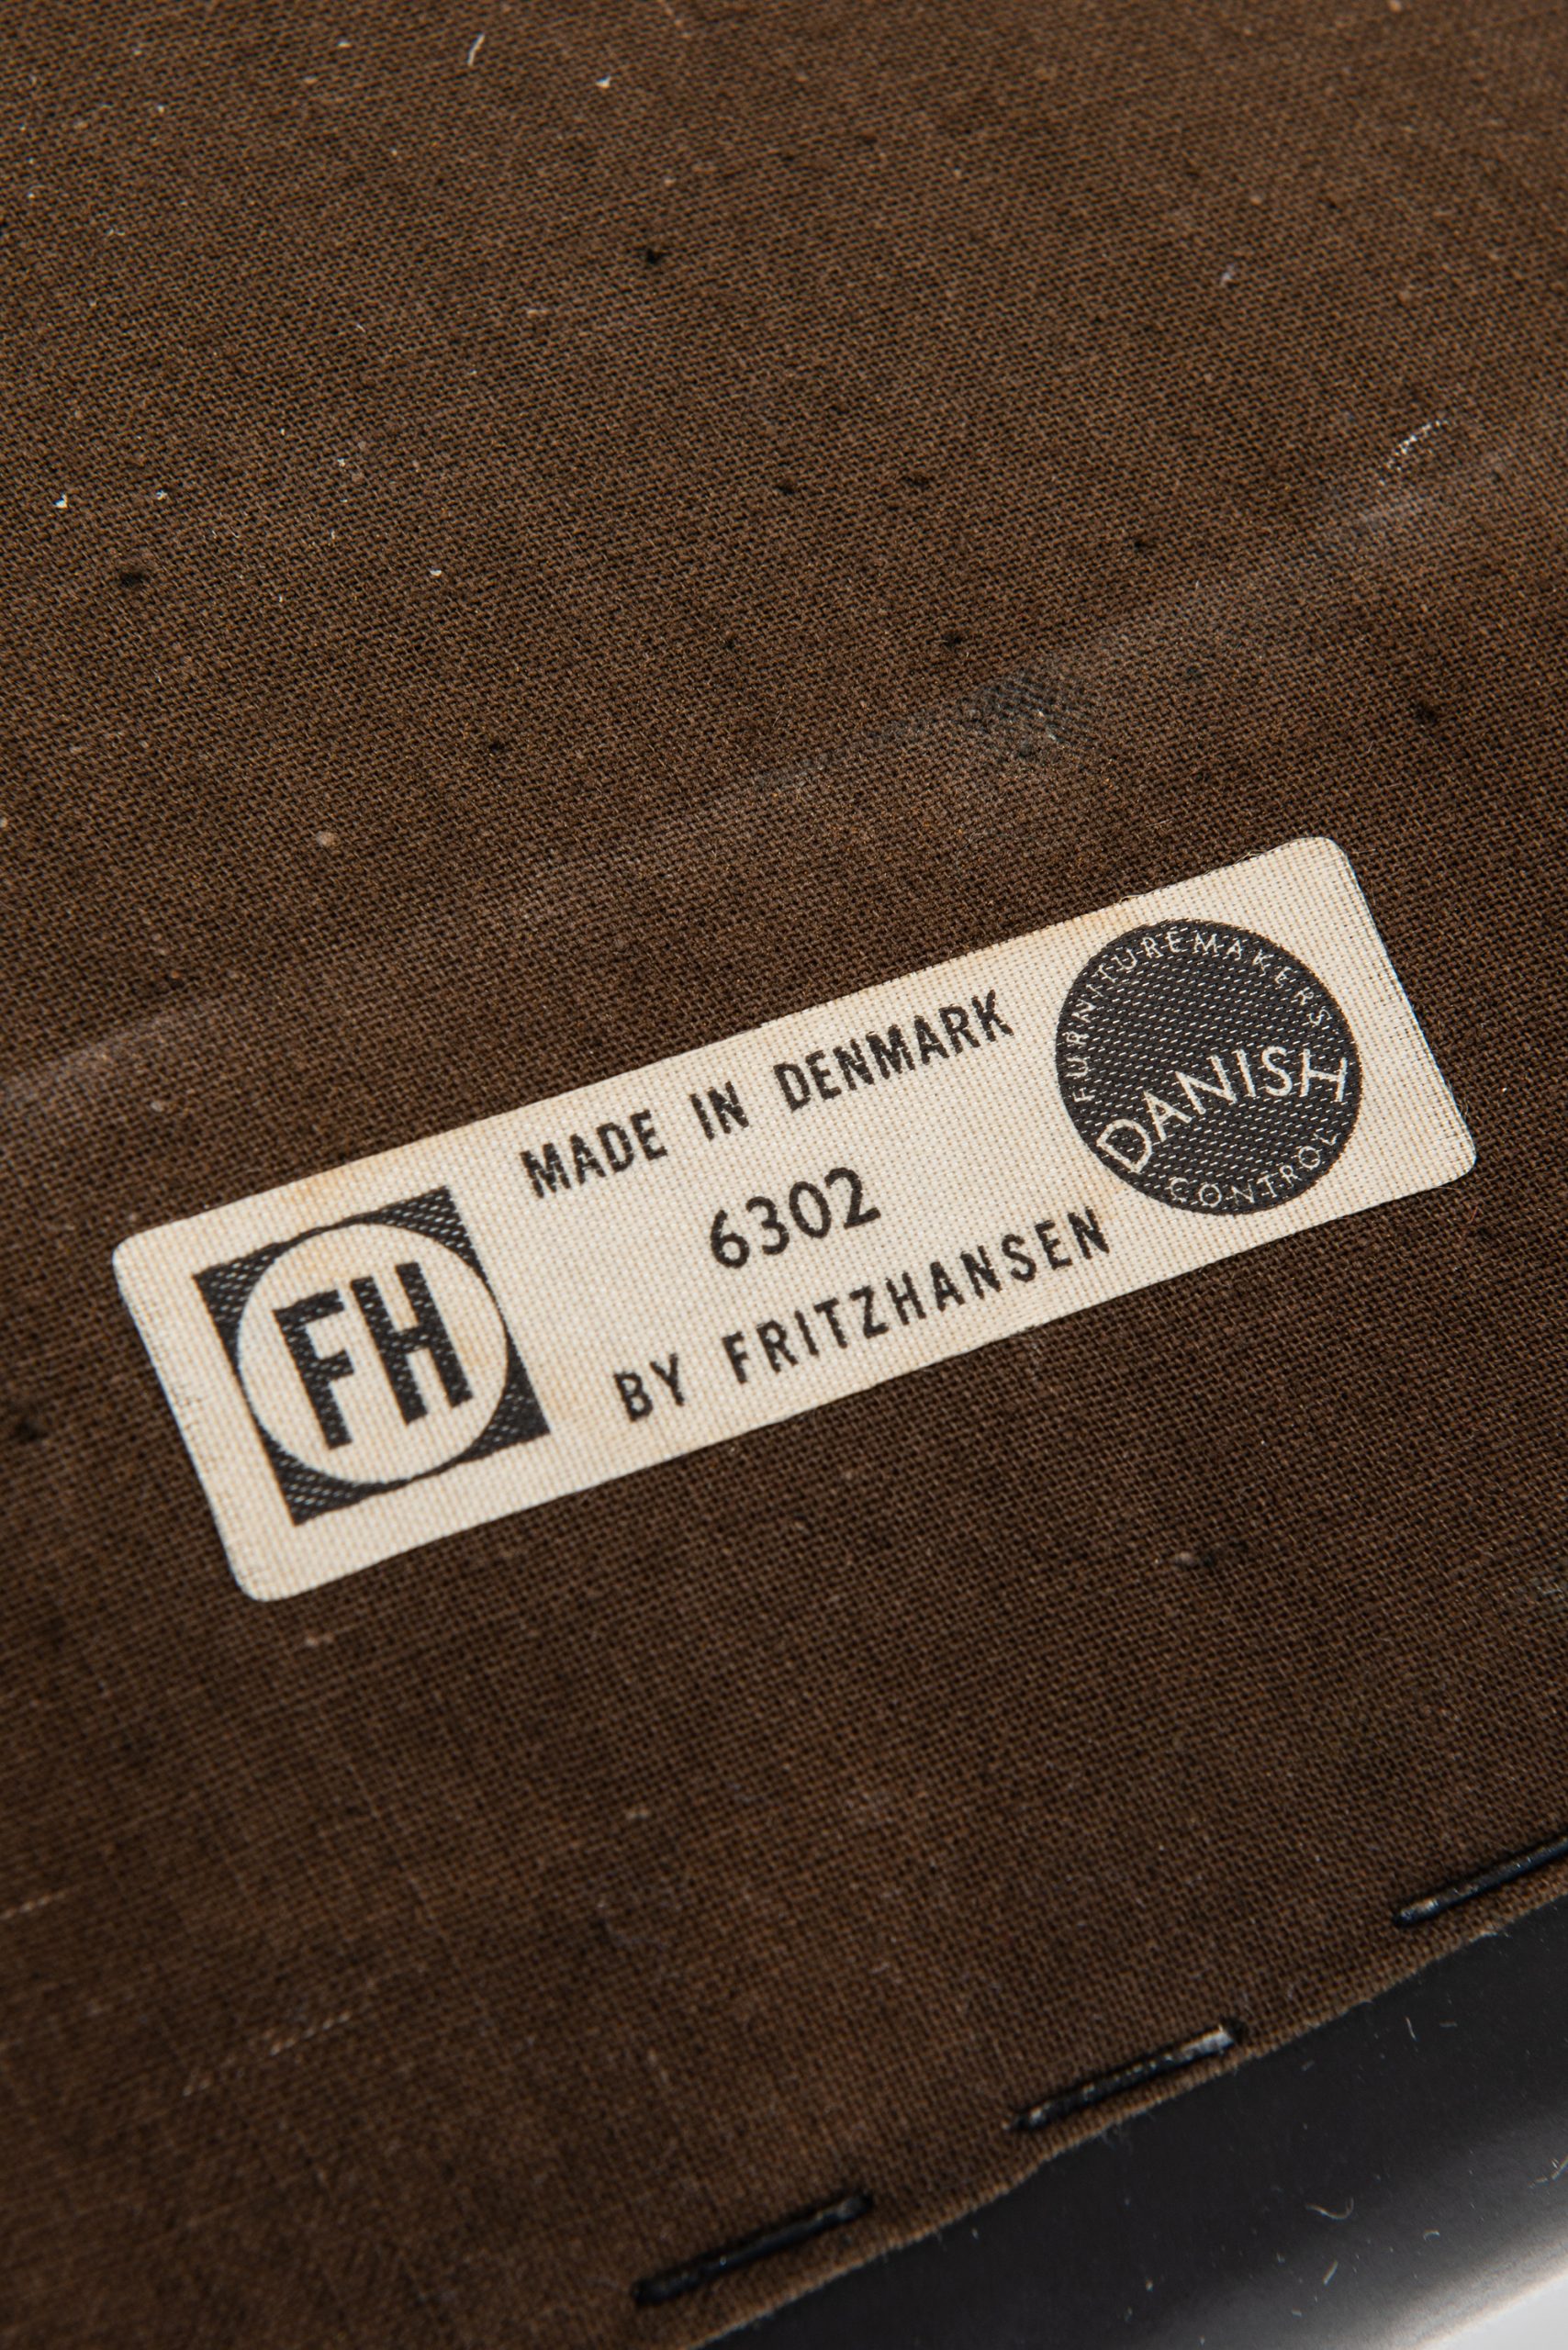 FH
MADE IN DENMARK
6302
BY FRITZHANSEN
FURNITUREMAKERS'
DANISH
CONTROL